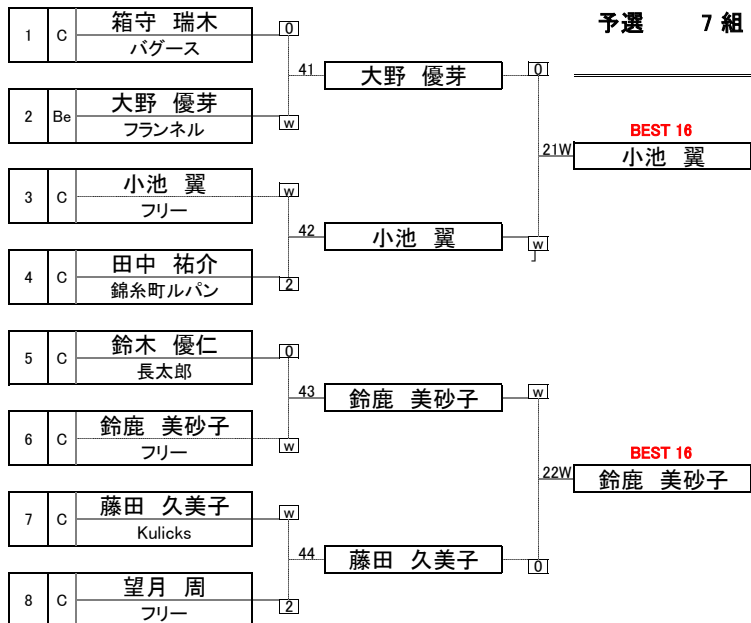 予選 7組
1 C 箱守 瑞木 0
バグース
41 大野 優芽 0
2 Be 大野 優芽 w
フランネル
BEST 16
21W 小池 翼
3 C 小池 翼 w
フリー
42 小池 翼 w
4 C 田中 祐介 2
錦糸町ルパン
5 C 鈴木 優仁 0
長太郎
43 鈴鹿 美砂子 w
6 C 鈴鹿 美砂子 w
フリー
BEST 16
22W 鈴鹿 美砂子
7 C 藤田 久美子 w
Kulicks
44 藤田 久美子 0
8 C 望月 周 2
フリー